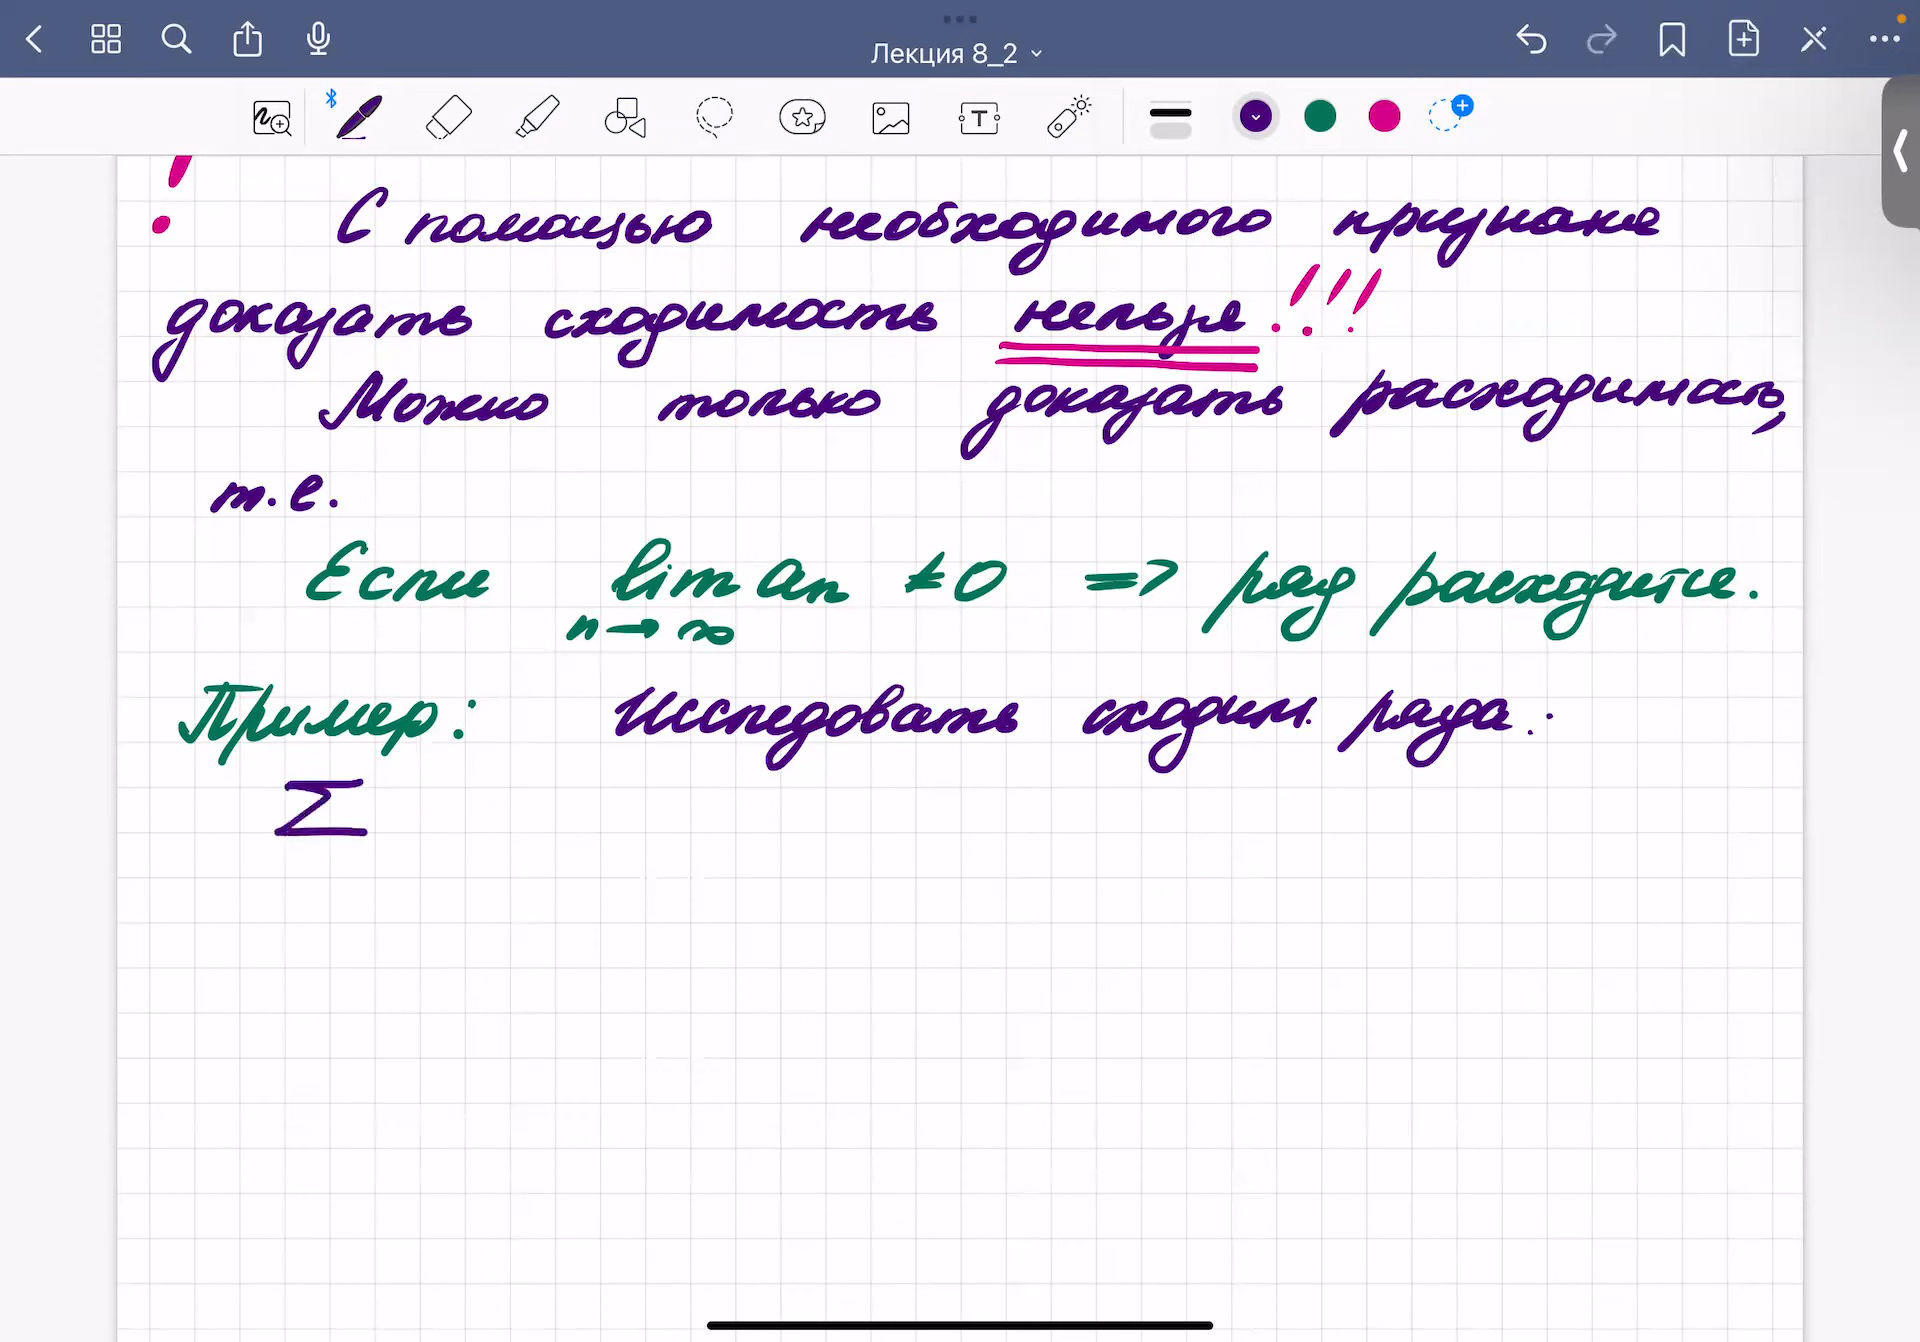 Лекция 8_2
!
С помощью необходимого признака
доказать сходимость нельзя!!!!
Можно только доказать расходимость,
т.е.
Если lim aₙ ≠ 0 => ряд расходится.
n→∞
Пример: Исследовать сходим. ряда:
Σ